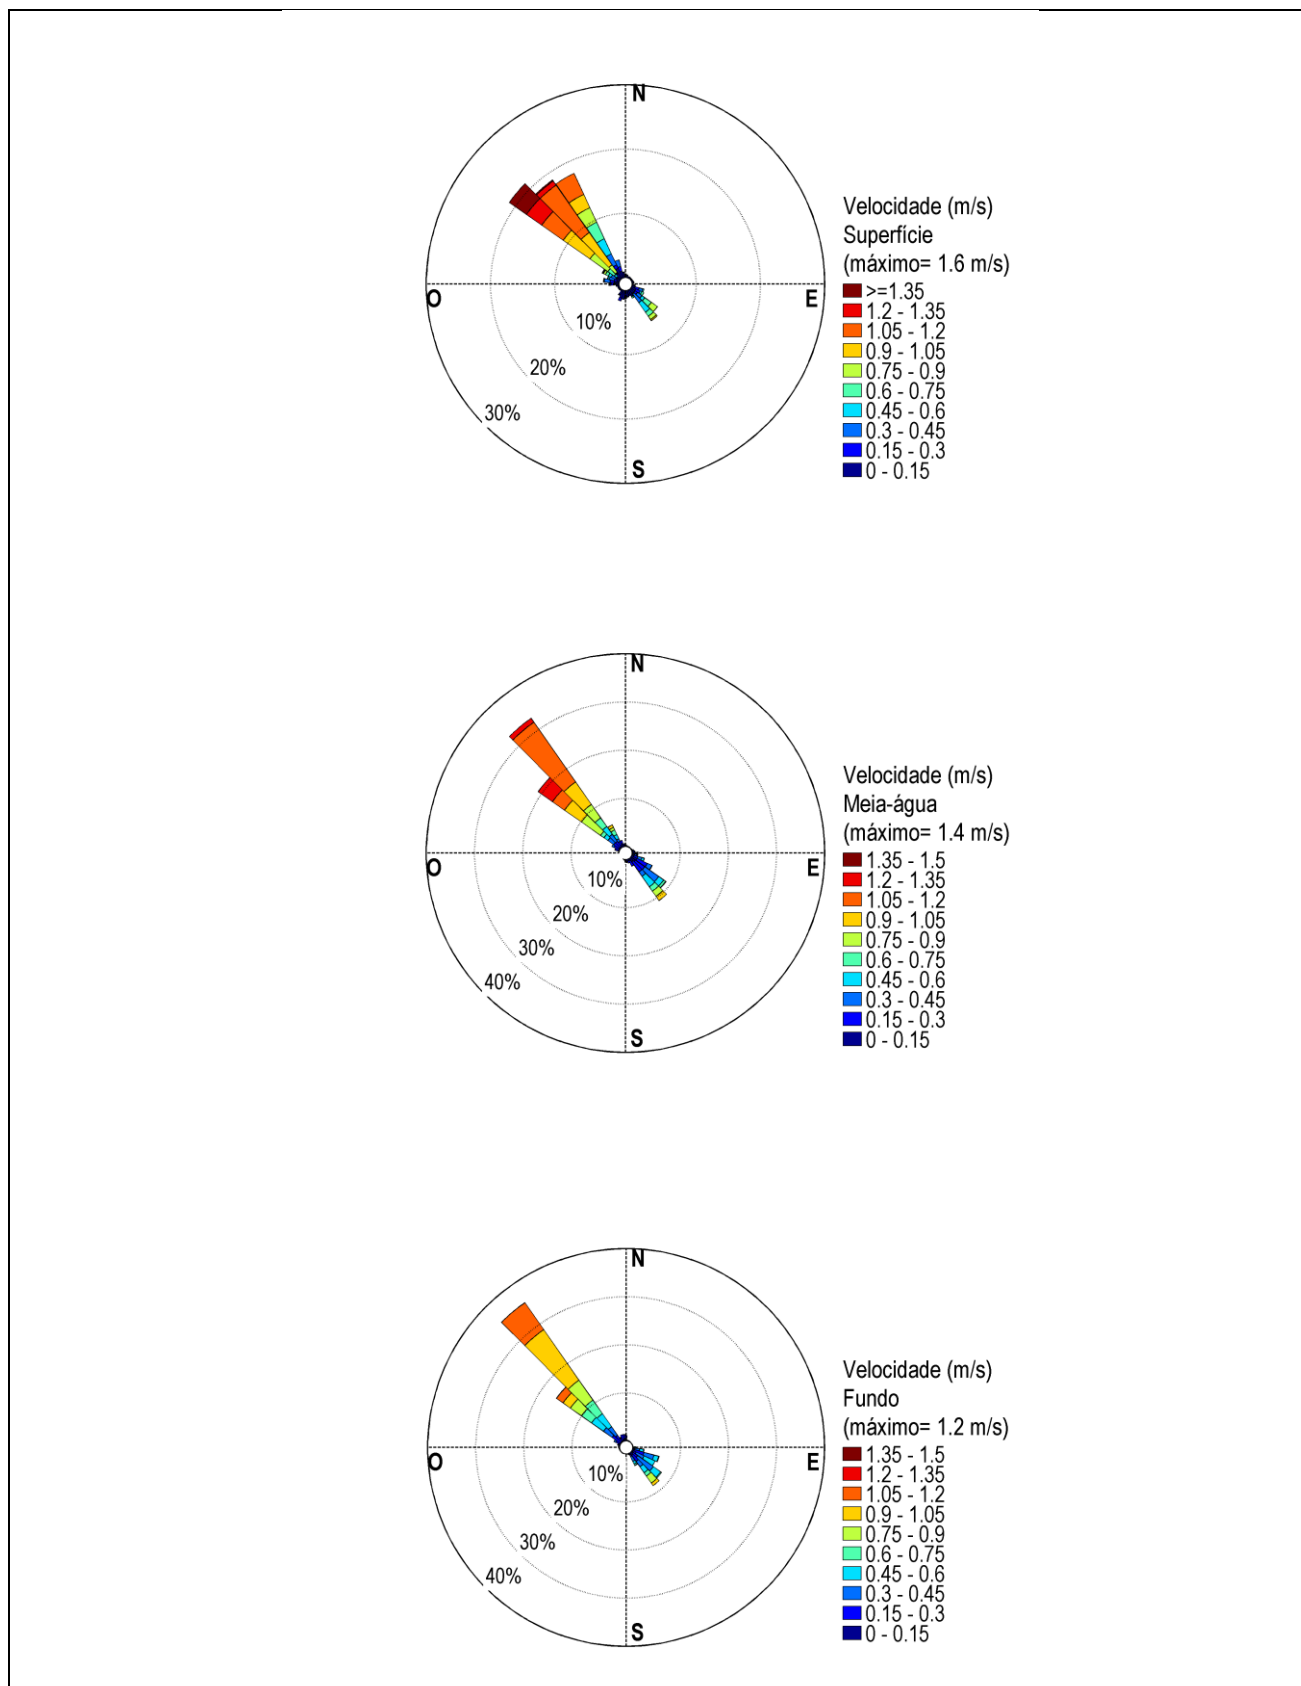 N
O
E
S
10%
20%
30%
Velocidade (m/s)
Superfície
(máximo= 1.6 m/s)
>=1.35
1.2 - 1.35
1.05 - 1.2
0.9 - 1.05
0.75 - 0.9
0.6 - 0.75
0.45 - 0.6
0.3 - 0.45
0.15 - 0.3
0 - 0.15
N
O
E
S
10%
20%
30%
40%
Velocidade (m/s)
Meia-água
(máximo= 1.4 m/s)
1.35 - 1.5
1.2 - 1.35
1.05 - 1.2
0.9 - 1.05
0.75 - 0.9
0.6 - 0.75
0.45 - 0.6
0.3 - 0.45
0.15 - 0.3
0 - 0.15
N
O
E
S
10%
20%
30%
40%
Velocidade (m/s)
Fundo
(máximo= 1.2 m/s)
1.35 - 1.5
1.2 - 1.35
1.05 - 1.2
0.9 - 1.05
0.75 - 0.9
0.6 - 0.75
0.45 - 0.6
0.3 - 0.45
0.15 - 0.3
0 - 0.15